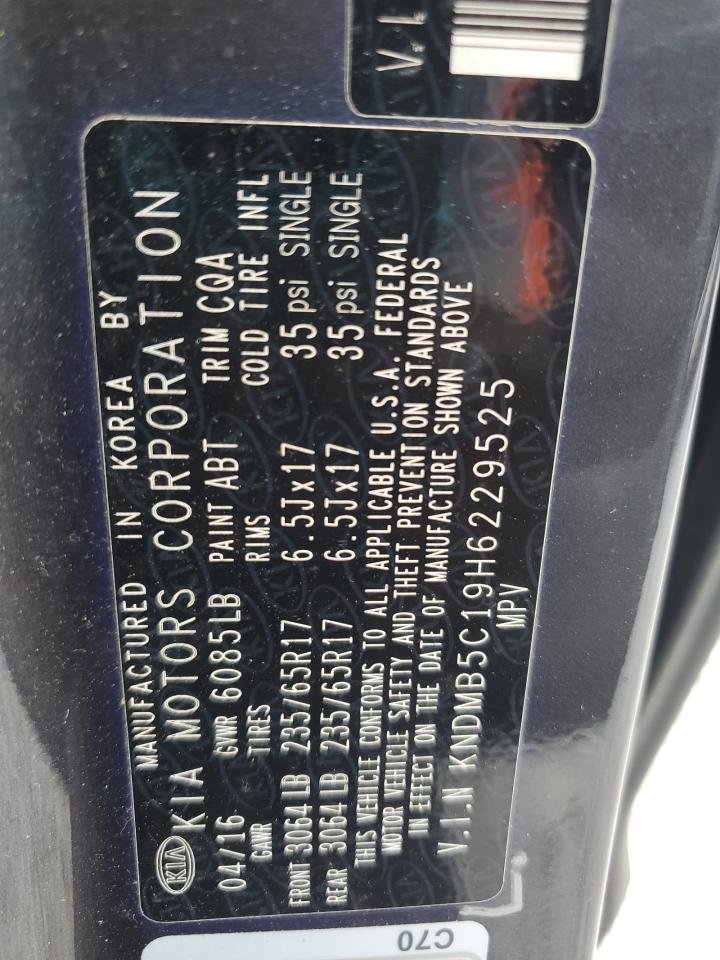 MANUFACTURED IN KOREA BY
KIA KIA MOTORS CORPORATION
04/16 GVWR 6085LB PAINT ABT TRIM CQA
GAWR TIRES RIMS COLD TIRE INFL
FRONT 3064LB 235/65R17 6.5Jx17 35 psi SINGLE
REAR 3064LB 235/65R17 6.5Jx17 35 psi SINGLE
THIS VEHICLE CONFORMS TO ALL APPLICABLE U.S.A. FEDERAL
MOTOR VEHICLE SAFETY AND THEFT PREVENTION STANDARDS
IN EFFECT ON THE DATE OF MANUFACTURE SHOWN ABOVE
V.I.N KNDMB5C19H6229525
MPV
V.I.
C70